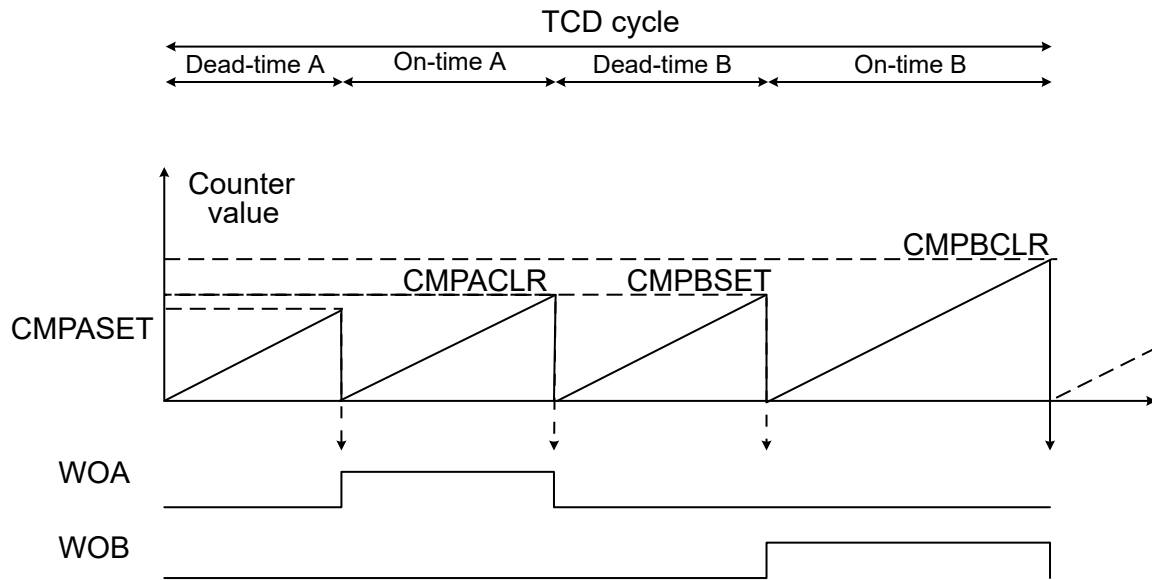 TCD cycle
Dead-time A
On-time A
Dead-time B
On-time B
Counter
value
CMPBCLR
CMPACLR
CMPBSET
CMPASET
WOA
WOB